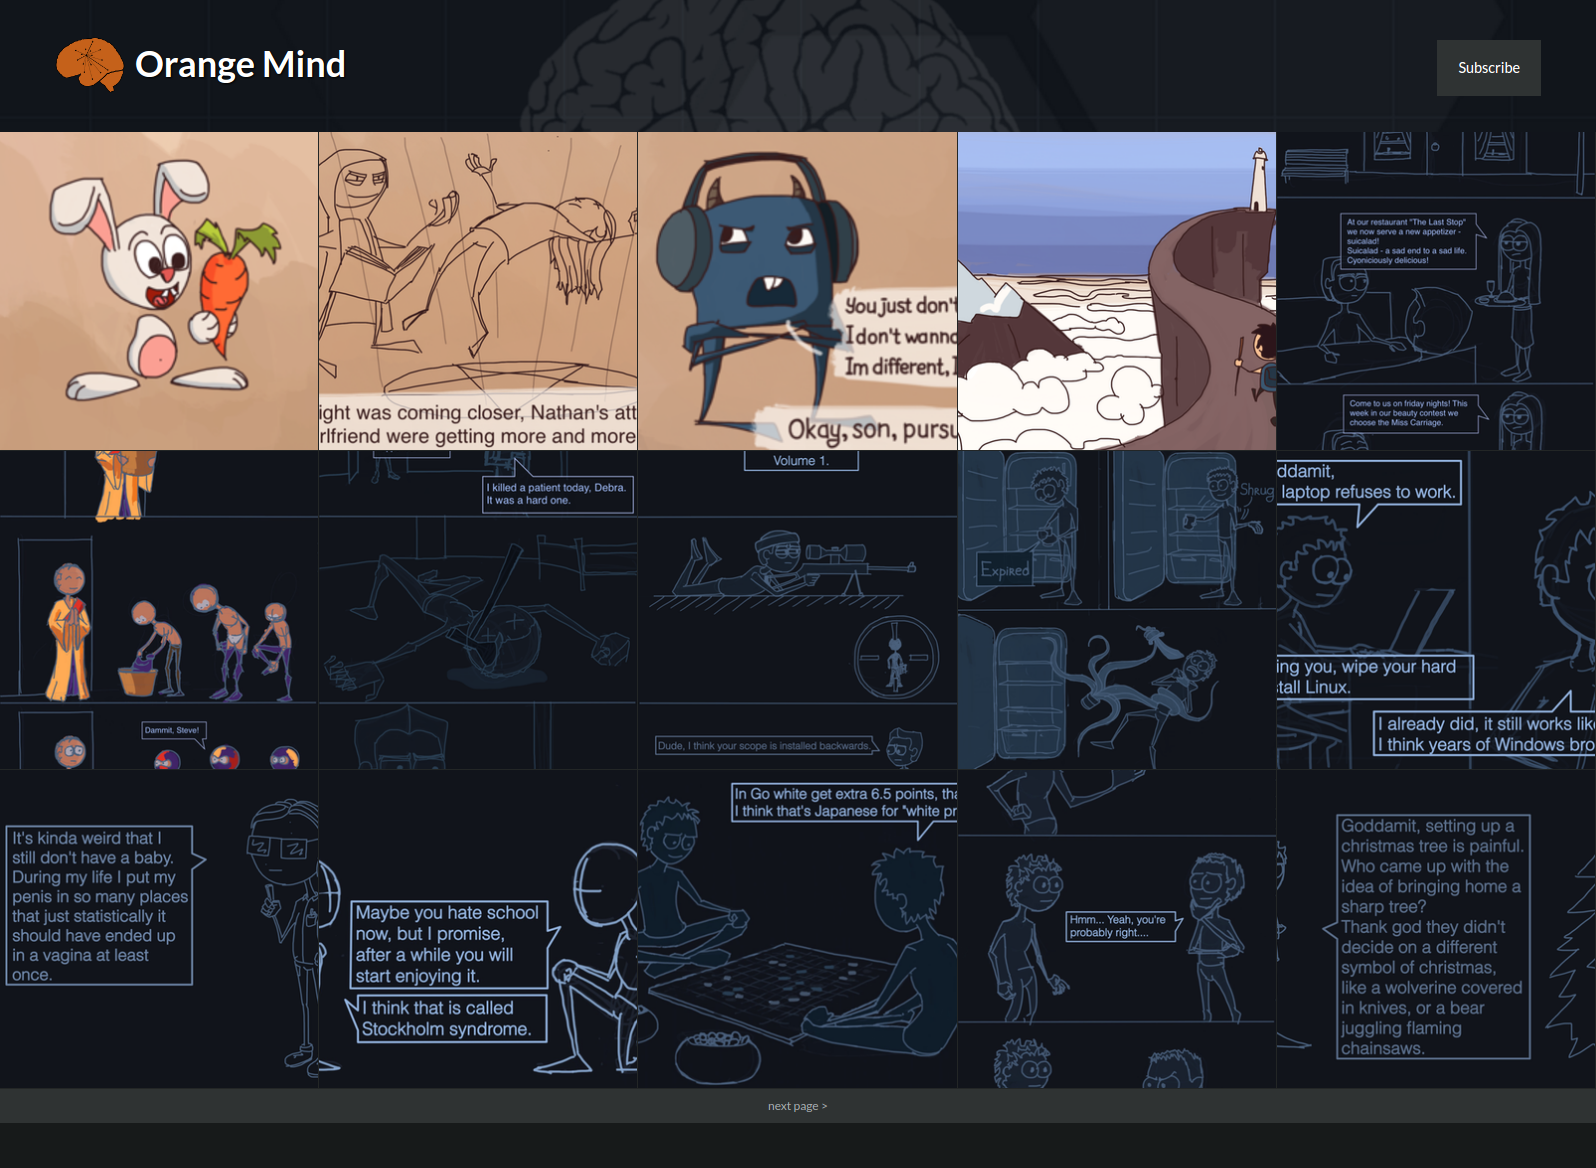 Orange Mind
Subscribe
ight was coming closer, Nathan's att
rlfriend were getting more and more
You just don't
I don't wanna
Im different, I
Okay, son, pursu
At our restaurant "The Last Stop"
we now serve a new appetizer -
suicalad!
Suicalad - a sad end to a sad life.
Cyoniciously delicious!
Come to us on friday nights! This
week in our beauty contest we
choose the Miss Carriage.
Dammit, Steve!
I killed a patient today, Debra.
It was a hard one.
Volume 1.
Dude, I think your scope is installed backwards.
Shrug
Expired
ddamit,
laptop refuses to work.
ing you, wipe your hard
stall Linux.
I already did, it still works like
I think years of Windows bro
It's kinda weird that I
still don't have a baby.
During my life I put my
penis in so many places
that just statistically it
should have ended up
in a vagina at least
once.
Maybe you hate school
now, but I promise,
after a while you will
start enjoying it.
I think that is called
Stockholm syndrome.
In Go white get extra 6.5 points, tha
I think that's Japanese for "white pr
Hmm... Yeah, you're
probably right....
Goddamit, setting up a
christmas tree is painful.
Who came up with the
idea of bringing home a
sharp tree?
Thank god they didn't
decide on a different
symbol of christmas,
like a wolverine covered
in knives, or a bear
juggling flaming
chainsaws.
next page >